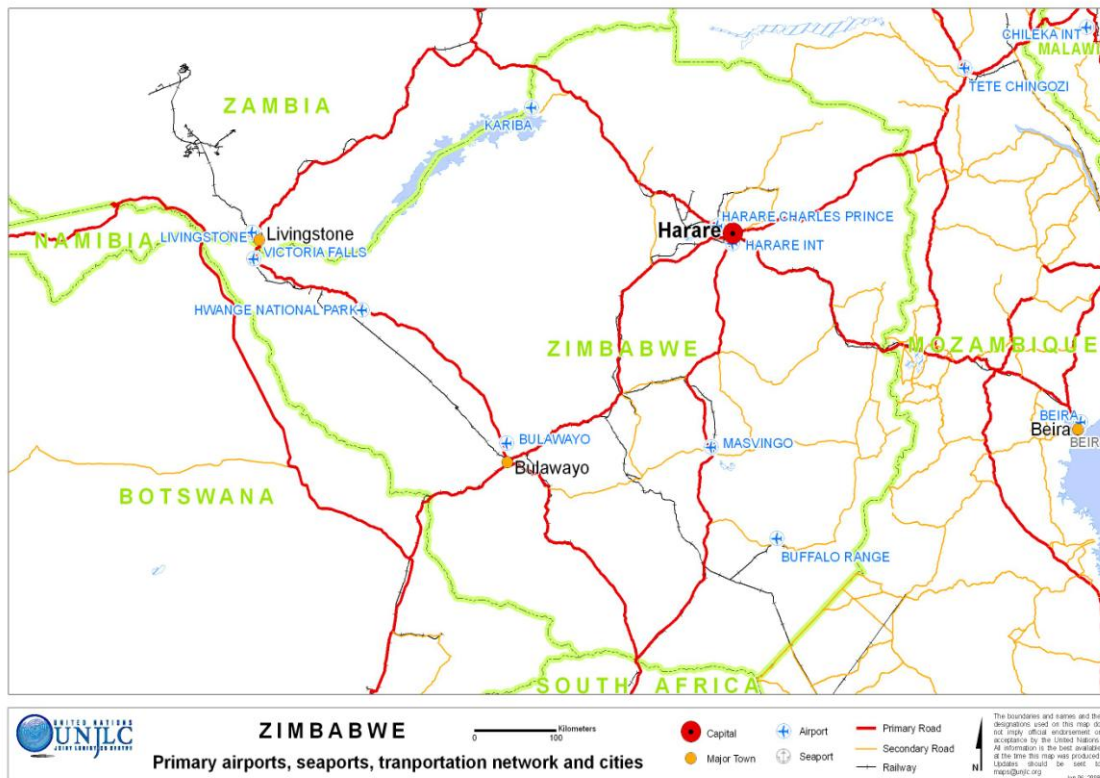 CHILEKA INT
MALAWI
TETE CHINGOZI
ZAMBIA
KARIBA
HARARE CHARLES PRINCE
Harare
HARARE INT
Livingstone
LIVINGSTONE
NAMIBIA
VICTORIA FALLS
HWANGE NATIONAL PARK
ZIMBABWE
MOZAMBIQUE
BEIRA
Beira
BEIR
BULAWAYO
Bulawayo
MASVINGO
BOTSWANA
BUFFALO RANGE
SOUTH AFRICA
UNITED NATIONS
UNJLC
JOINT LOGISTICS CENTRE
ZIMBABWE
Primary airports, seaports, tranportation network and cities
0 100
Kilometers
Capital
Major Town
Airport
Seaport
Primary Road
Secondary Road
Railway
N
The boundaries and names and the
designations used on this map do
not imply official endorsement or
acceptance by the United Nations.
All information is the best available
at the time this map was produced.
Updates should be sent to
maps@unjlc.org